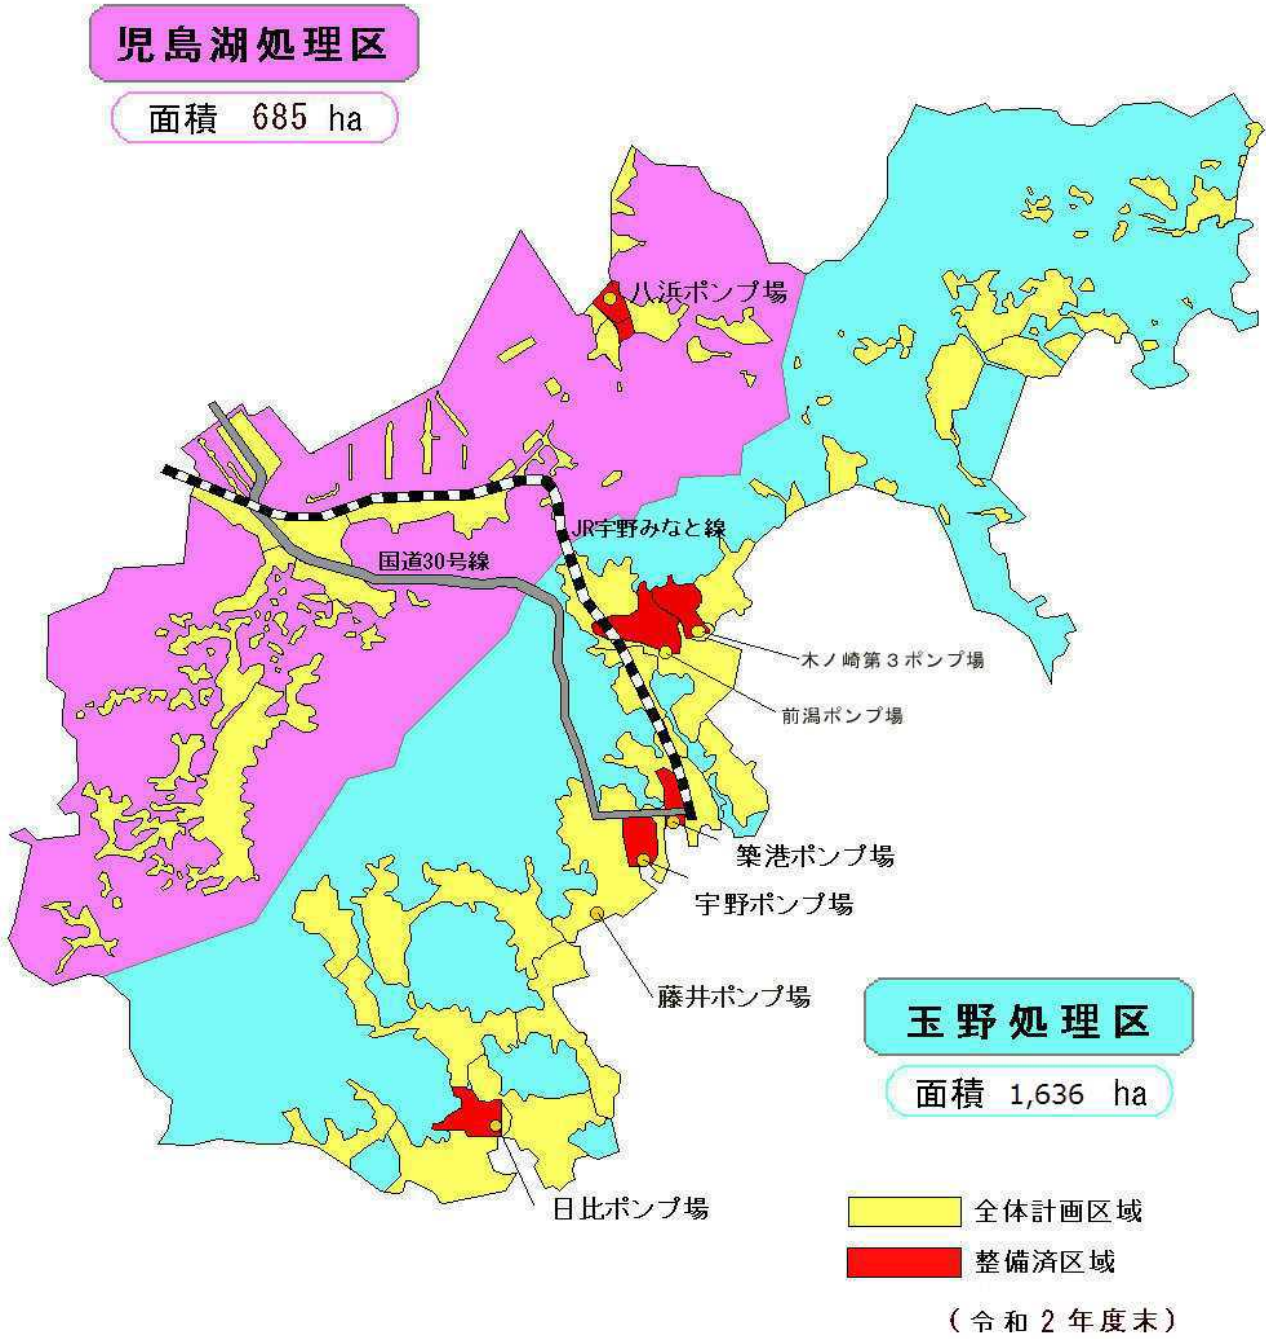 児島湖処理区
面積 685 ha
八浜ポンプ場
JR宇野みなと線
国道30号線
木ノ崎第3ポンプ場
前潟ポンプ場
築港ポンプ場
宇野ポンプ場
藤井ポンプ場
玉野処理区
面積 1,636 ha
日比ポンプ場
全体計画区域
整備済区域
(令和2年度末)